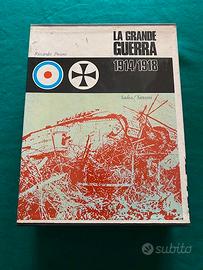 Riccardo Posani
LA GRANDE
GUERRA
1914/1918
Sadea / Sansoni
subito